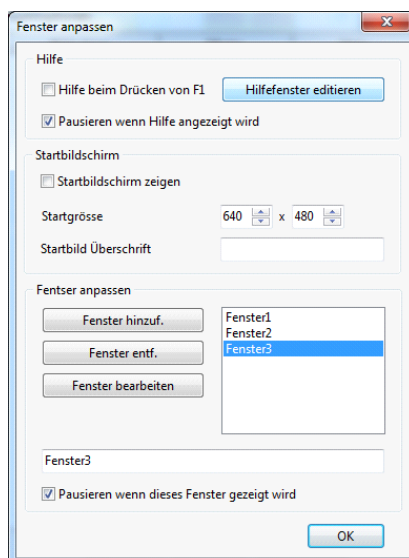 Fenster anpassen
Hilfe
Hilfe beim Drücken von F1
Hilfefenster editieren
Pausieren wenn Hilfe angezeigt wird
Startbildschirm
Startbildschirm zeigen
Startgrösse 640 x 480
Startbild Überschrift
Fentser anpassen
Fenster hinzuf.
Fenster entf.
Fenster bearbeiten
Fenster1
Fenster2
Fenster3
Fenster3
Pausieren wenn dieses Fenster gezeigt wird
OK